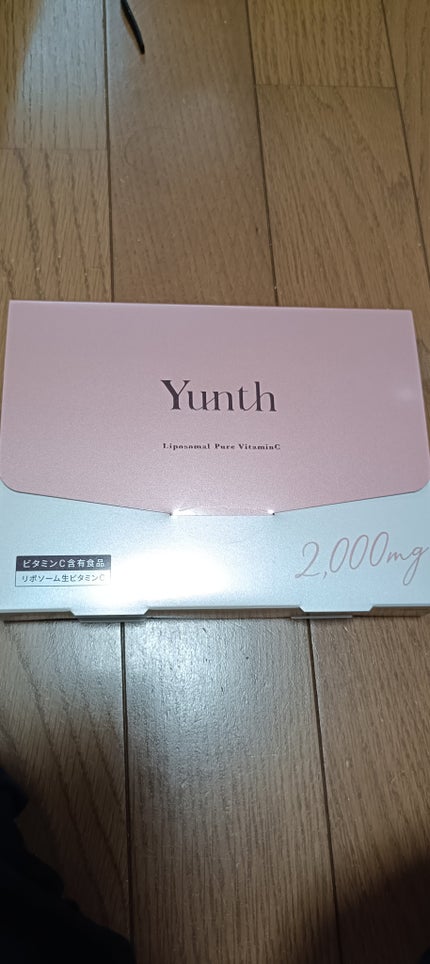 Yunth
Liposomal Pure VitaminC
ビタミンC含有食品
リポソーム生ビタミンC
2,000mg